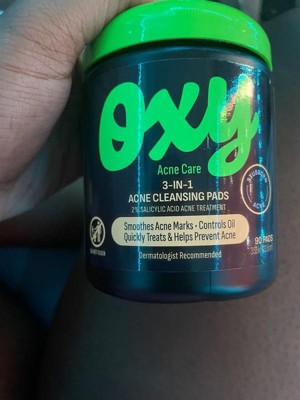 Oxy
Acne Care
3-IN-1
ACNE CLEANSING PADS
2% SALICYLIC ACID ACNE TREATMENT
Smoothes Acne Marks • Controls Oil
Quickly Treats & Helps Prevent Acne
Dermatologist Recommended
90 PADS